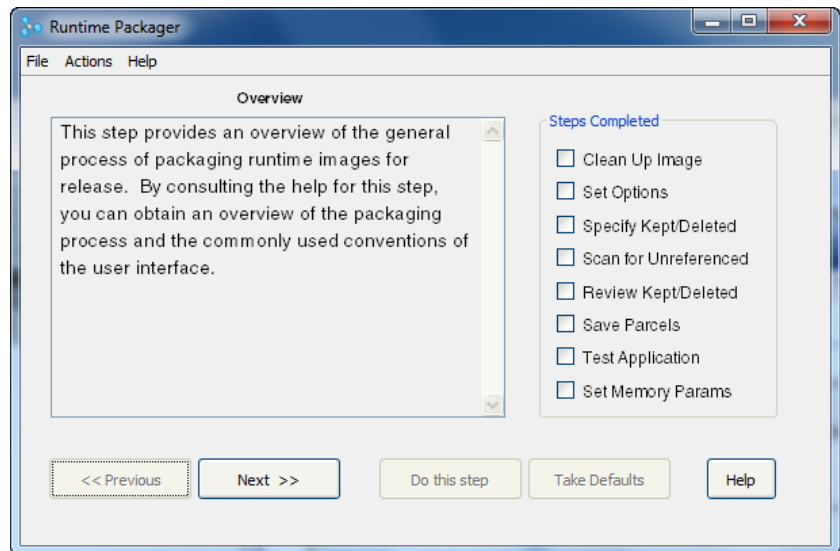 Runtime Packager
File Actions Help
Overview
This step provides an overview of the general
process of packaging runtime images for
release. By consulting the help for this step,
you can obtain an overview of the packaging
process and the commonly used conventions of
the user interface.
Steps Completed
Clean Up Image
Set Options
Specify Kept/Deleted
Scan for Unreferenced
Review Kept/Deleted
Save Parcels
Test Application
Set Memory Params
<< Previous
Next >>
Do this step
Take Defaults
Help